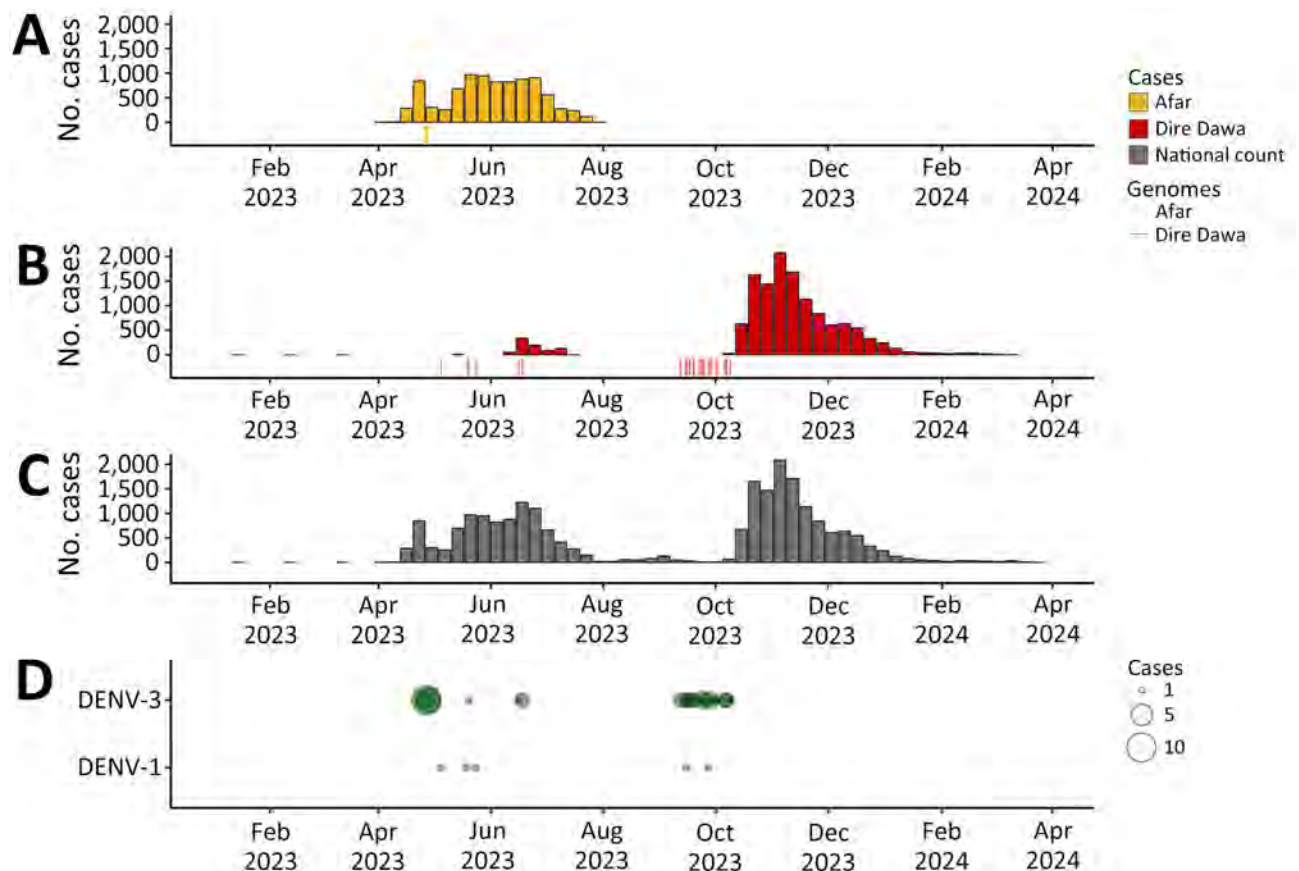 A
No. cases
2,000
1,500
1,000
500
0
Feb 2023
Apr 2023
Jun 2023
Aug 2023
Oct 2023
Dec 2023
Feb 2024
Apr 2024
Cases
Afar
Dire Dawa
National count
Genomes
Afar
Dire Dawa
B
No. cases
2,000
1,500
1,000
500
0
Feb 2023
Apr 2023
Jun 2023
Aug 2023
Oct 2023
Dec 2023
Feb 2024
Apr 2024
C
No. cases
2,000
1,500
1,000
500
0
Feb 2023
Apr 2023
Jun 2023
Aug 2023
Oct 2023
Dec 2023
Feb 2024
Apr 2024
D
DENV-3
DENV-1
Feb 2023
Apr 2023
Jun 2023
Aug 2023
Oct 2023
Dec 2023
Feb 2024
Apr 2024
Cases
1
5
10